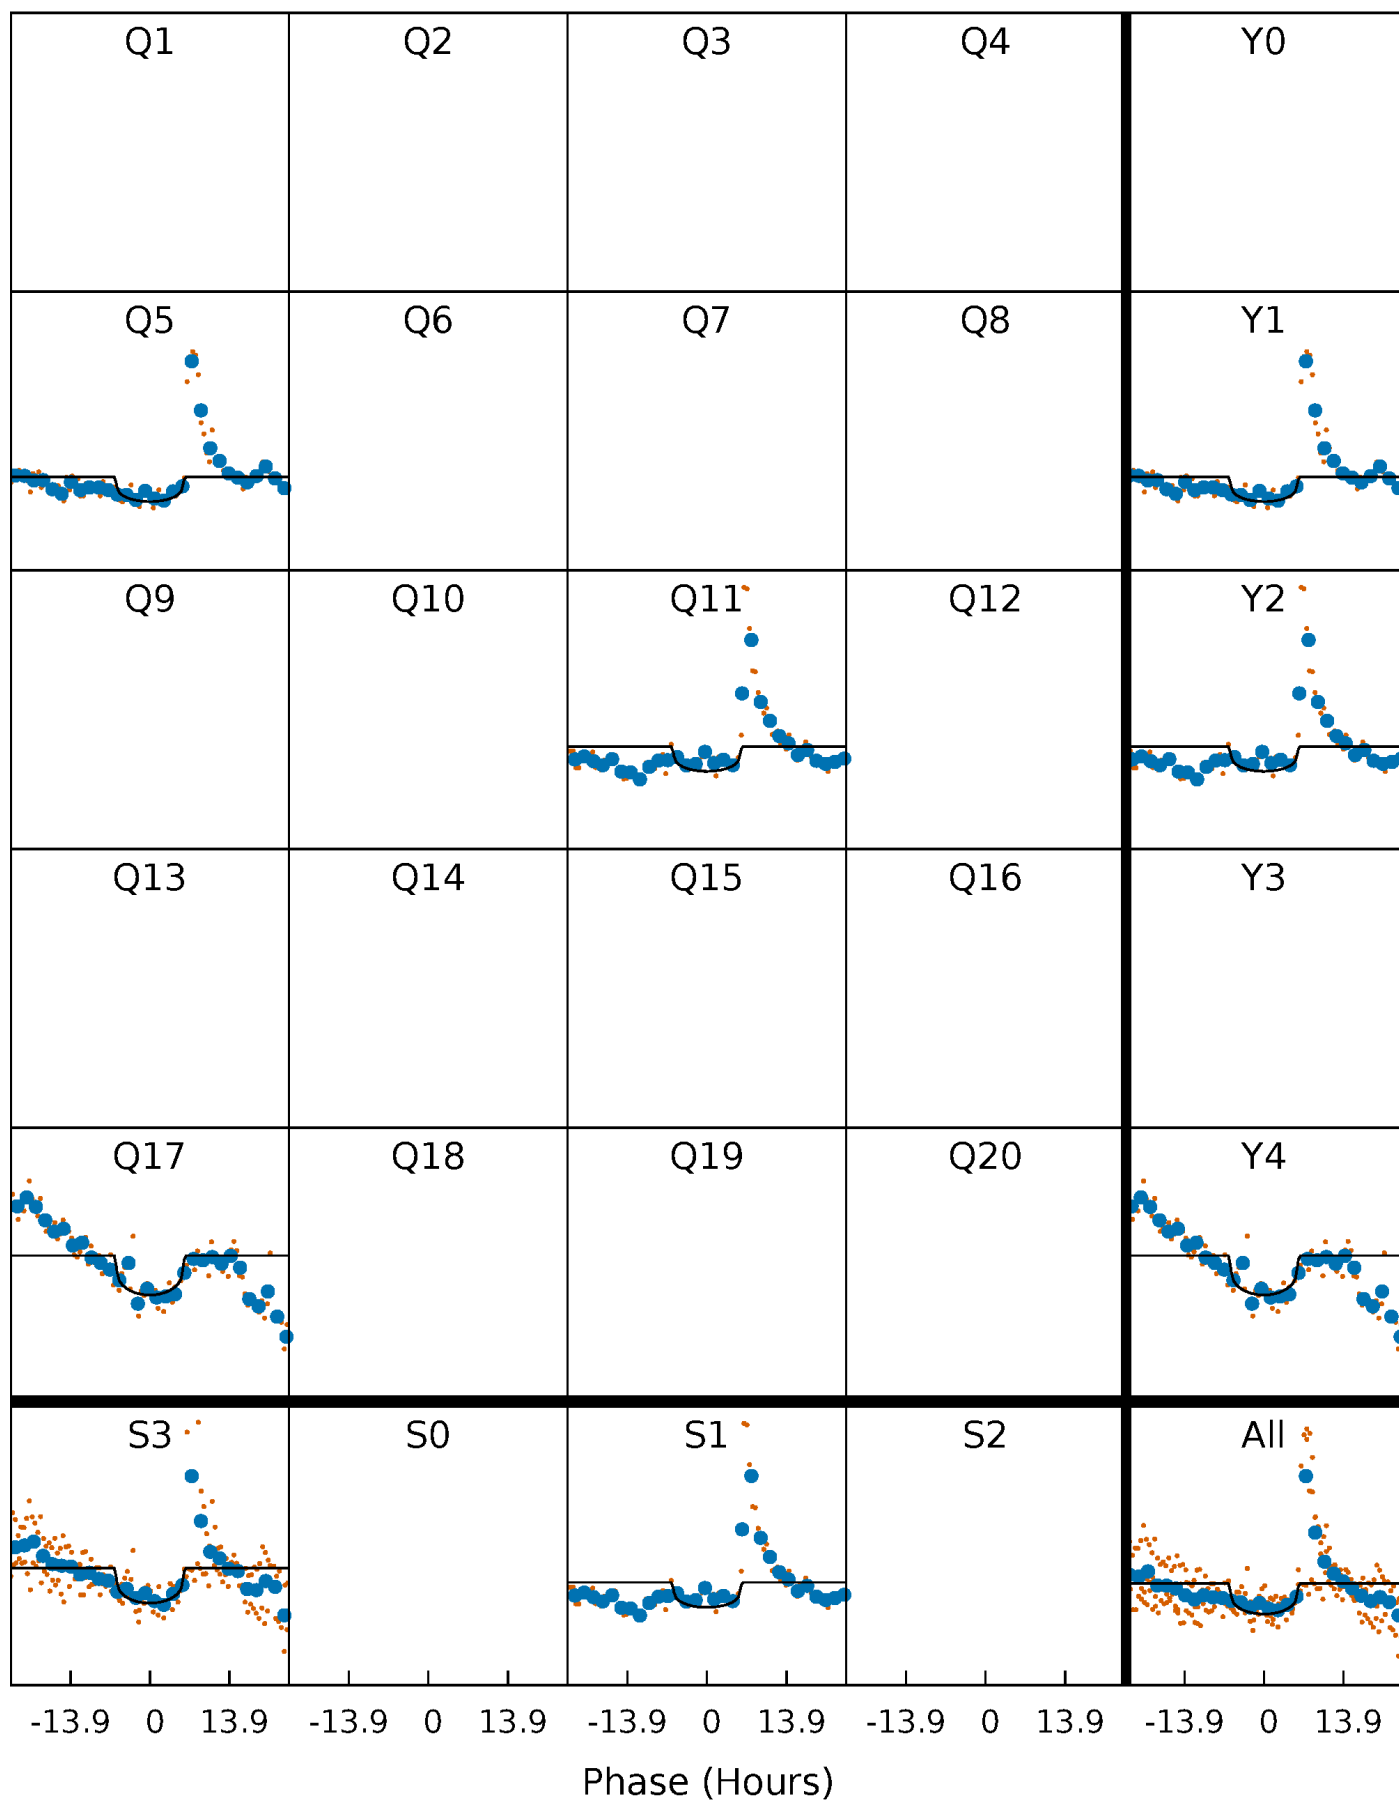 Q1 Q2 Q3 Q4 Y0
Q5 Q6 Q7 Q8 Y1
Q9 Q10 Q11 Q12 Y2
Q13 Q14 Q15 Q16 Y3
Q17 Q18 Q19 Q20 Y4
S3 S0 S1 S2 All
-13.9 0 13.9 -13.9 0 13.9 -13.9 0 13.9 -13.9 0 13.9 -13.9 0 13.9
Phase (Hours)